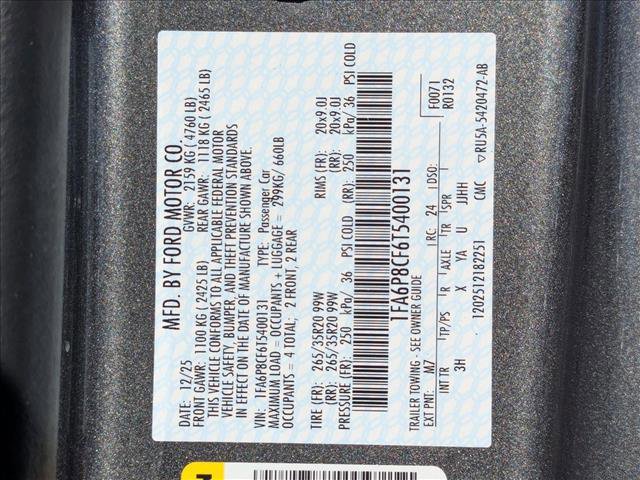 MFD. BY FORD MOTOR CO.
DATE: 12/25 GVWR: 2159 KG ( 4760 LB)
FRONT GAWR: 1100 KG ( 2425 LB) REAR GAWR: 1118 KG ( 2465 LB)
THIS VEHICLE CONFORMS TO ALL APPLICABLE FEDERAL MOTOR
VEHICLE SAFETY, BUMPER, AND THEFT PREVENTION STANDARDS
IN EFFECT ON THE DATE OF MANUFACTURE SHOWN ABOVE.
VIN: 1FA6P8CF6T5400131 TYPE: Passenger Car
MAXIMUM LOAD = OCCUPANTS + LUGGAGE = 299KG/ 660LB
OCCUPANTS = 4 TOTAL; 2 FRONT, 2 REAR
TIRE (FR): 265/35R20 99W RIMS (FR): 20x9.0J
(RR): 265/35R20 99W (RR): 20x9.0J
PRESSURE (FR): 250 kPa/ 36 PSI COLD (RR): 250 kPa/ 36 PSI COLD
1FA6P8CF6T5400131
TRAILER TOWING - SEE OWNER GUIDE F0071
EXT PNT: M7 RC: 24 DSO: R0132
INT TR TP/PS R AXLE TR SPR
3H X YA U JJHH
12025121B2251 CMC ▽RU5A-5420472-AB